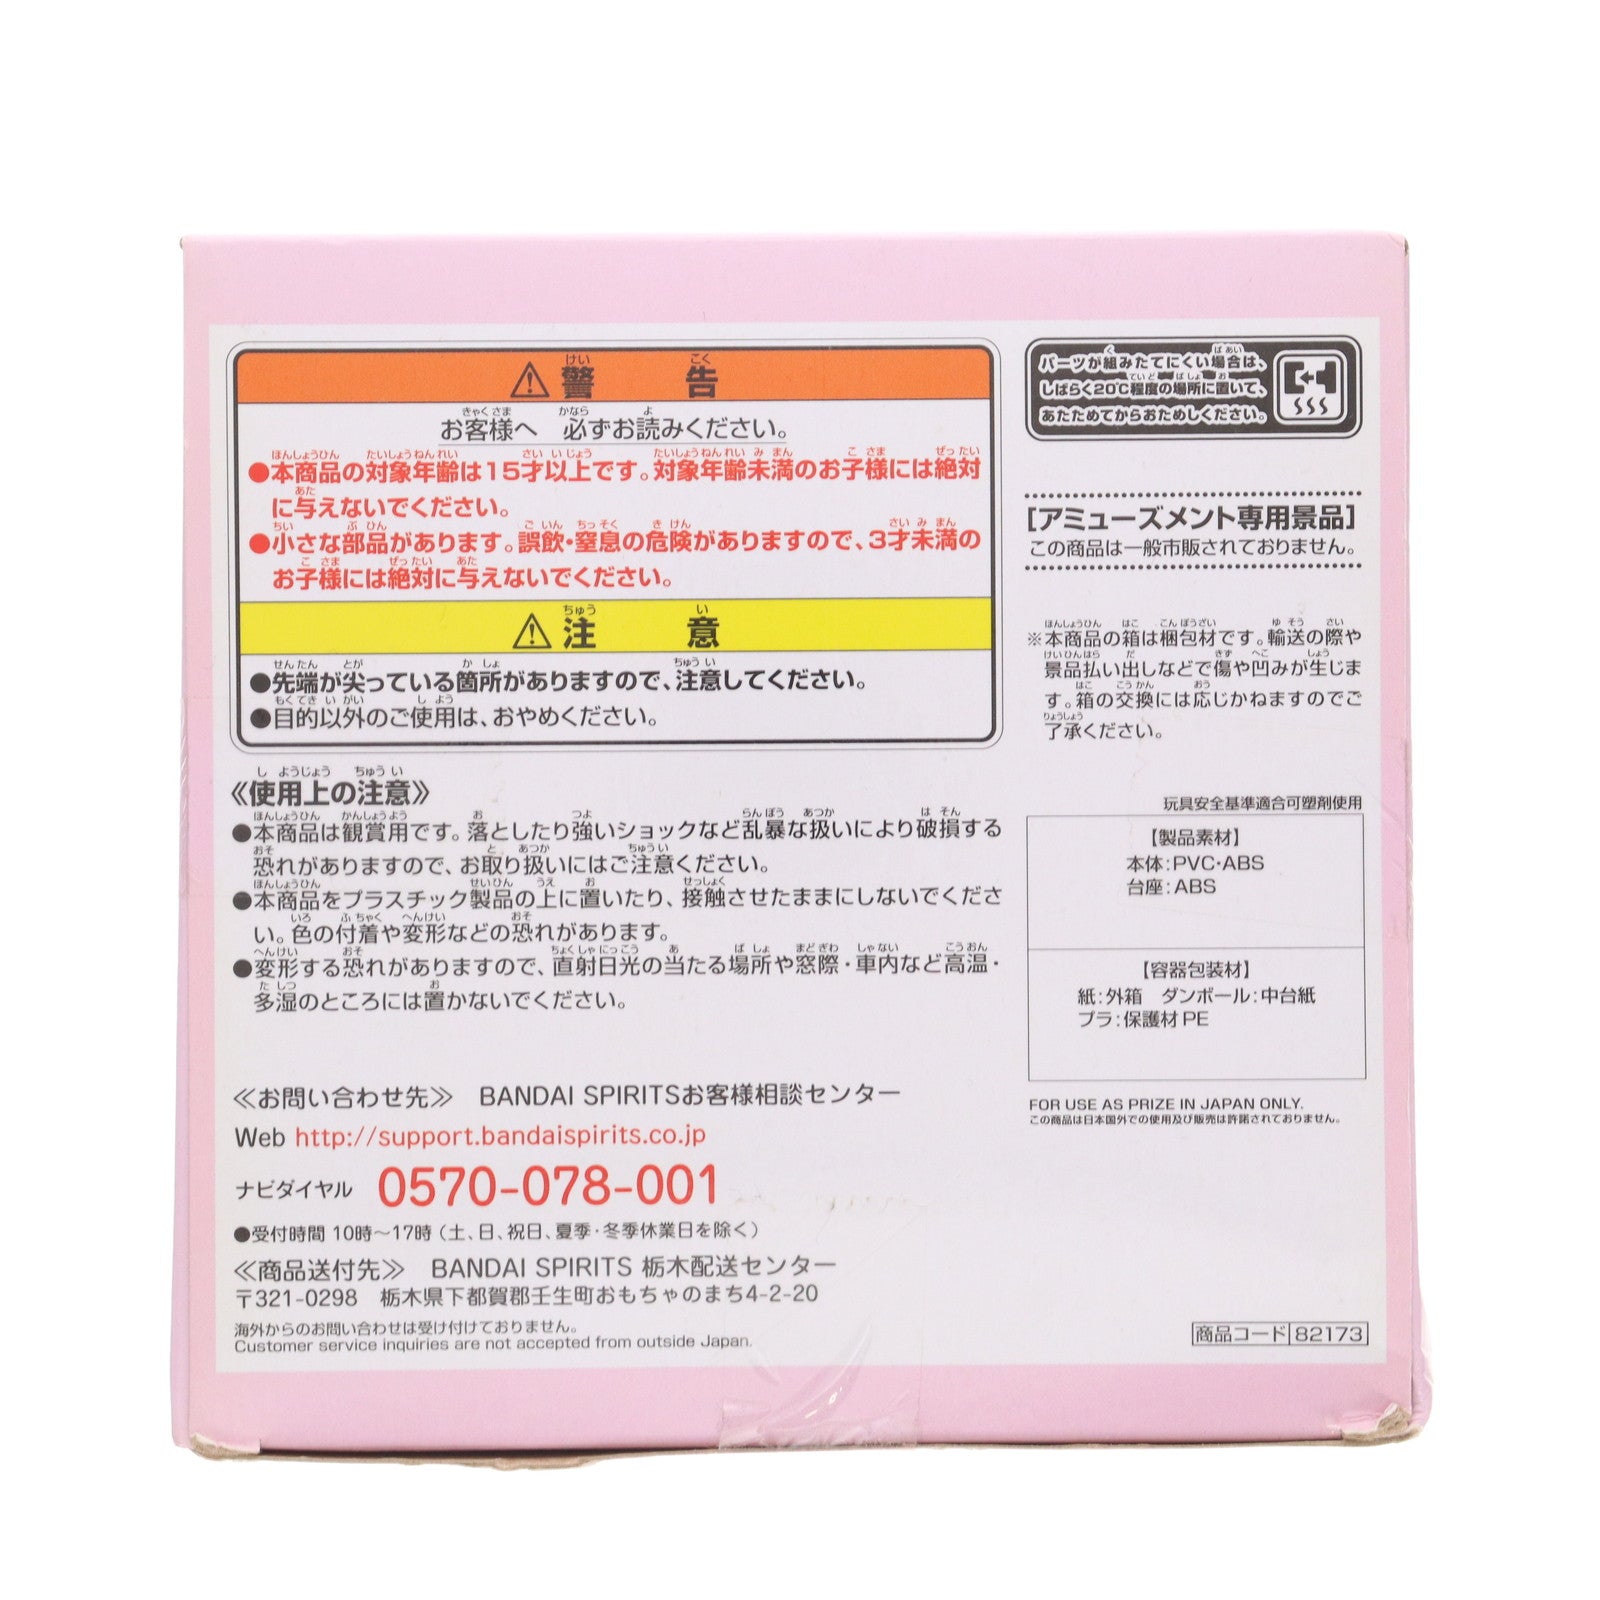 警告
お客様へ 必ずお読みください。
●本商品の対象年齢は15才以上です。対象年齢未満のお子様には絶対
に与えないでください。
●小さな部品があります。誤飲・窒息の危険がありますので、3才未満の
お子様には絶対に与えないでください。
注意
●先端が尖っている箇所がありますので、注意してください。
●目的以外のご使用は、おやめください。
《使用上の注意》
●本商品は観賞用です。落としたり強いショックなど乱暴な扱いにより破損する
恐れがありますので、お取り扱いにはご注意ください。
●本商品をプラスチック製品の上に置いたり、接触させたままにしないでくださ
い。色の付着や変形などの恐れがあります。
●変形する恐れがありますので、直射日光の当たる場所や窓際・車内など高温・
多湿のところには置かないでください。
≪お問い合わせ先≫ BANDAI SPIRITSお客様相談センター
Web http://support.bandaispirits.co.jp
ナビダイヤル 0570-078-001
●受付時間 10時～17時（土、日、祝日、夏季・冬季休業日を除く）
≪商品送付先≫ BANDAI SPIRITS 栃木配送センター
〒321-0298 栃木県下都賀郡壬生町おもちゃのまち4-2-20
海外からのお問い合わせは受け付けておりません。
Customer service inquiries are not accepted from outside Japan.
パーツが組みたてにくい場合は、
しばらく20℃程度の場所に置いて、
あたためてからおためしください。
［アミューズメント専用景品］
この商品は一般市販されておりません。
※本商品の箱は梱包材です。輸送の際や
景品払い出しなどで傷や凹みが生じま
す。箱の交換には応じかねますのでご
了承ください。
玩具安全基準適合可塑剤使用
【製品素材】
本体：PVC・ABS
台座：ABS
【容器包装材】
紙：外箱 ダンボール：中台紙
プラ：保護材 PE
FOR USE AS PRIZE IN JAPAN ONLY.
この商品は日本国外での使用及び販売は許諾されておりません。
商品コード 82173